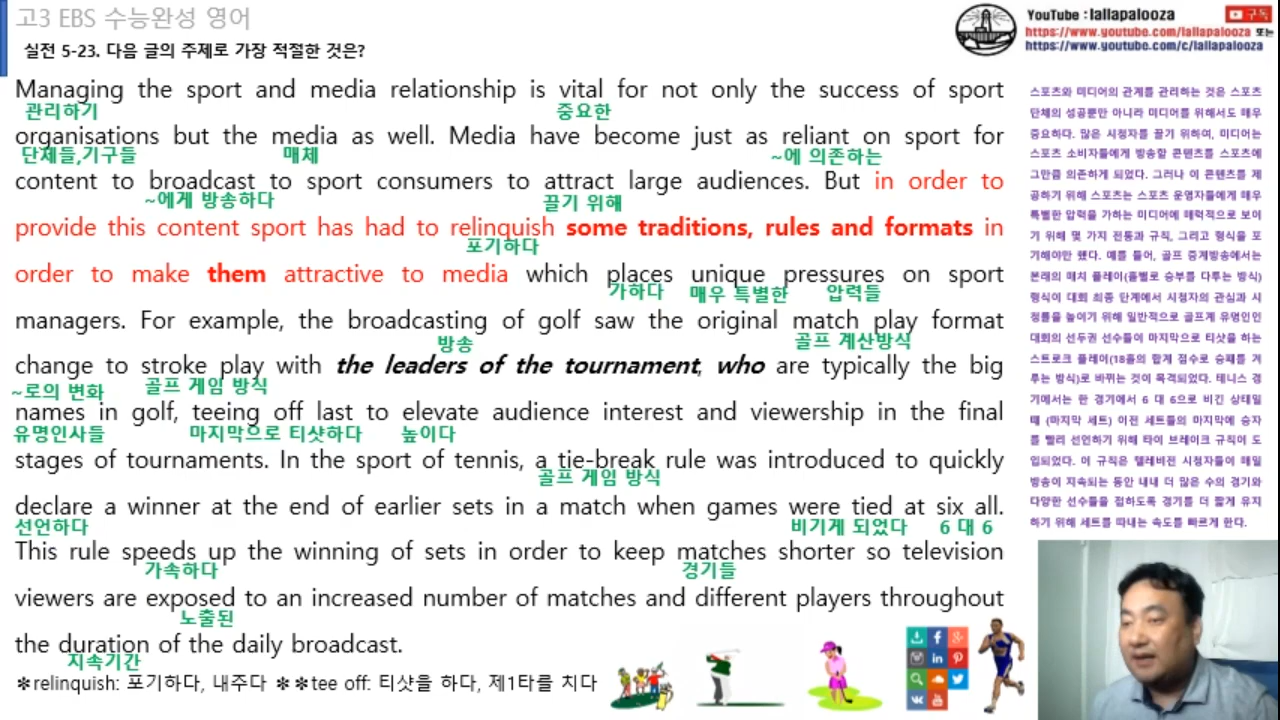 고3 EBS 수능완성 영어
실전 5-23. 다음 글의 주제로 가장 적절한 것은?
YouTube : lallapalooza
구독
https://www.youtube.com/lallapalooza 또는
https://www.youtube.com/c/lallapalooza
Managing the sport and media relationship is vital for not only the success of sport
관리하기 중요한
organisations but the media as well. Media have become just as reliant on sport for
단체들,기구들 매체 ~에 의존하는
content to broadcast to sport consumers to attract large audiences. But in order to
~에게 방송하다 끌기 위해
provide this content sport has had to relinquish some traditions, rules and formats in
포기하다
order to make them attractive to media which places unique pressures on sport
가하다 매우 특별한 압력들
managers. For example, the broadcasting of golf saw the original match play format
방송 골프 계산방식
change to stroke play with the leaders of the tournament, who are typically the big
~로의 변화 골프 게임 방식
names in golf, teeing off last to elevate audience interest and viewership in the final
유명인사들 마지막으로 티샷하다 높이다
stages of tournaments. In the sport of tennis, a tie-break rule was introduced to quickly
골프 게임 방식
declare a winner at the end of earlier sets in a match when games were tied at six all.
선언하다 비기게 되었다 6 대 6
This rule speeds up the winning of sets in order to keep matches shorter so television
가속하다 경기들
viewers are exposed to an increased number of matches and different players throughout
노출된
the duration of the daily broadcast.
지속기간
✻relinquish: 포기하다, 내주다 ✻✻tee off: 티샷을 하다, 제1타를 치다
스포츠와 미디어의 관계를 관리하는 것은 스포츠
단체의 성공뿐만 아니라 미디어를 위해서도 매우
중요하다. 많은 시청자를 끌기 위하여, 미디어는
스포츠 소비자들에게 방송할 콘텐츠를 스포츠에
그만큼 의존하게 되었다. 그러나 이 콘텐츠를 제
공하기 위해 스포츠는 스포츠 운영자들에게 매우
특별한 압력을 가하는 미디어에 매력적으로 보이
기 위해 몇 가지 전통과 규칙, 그리고 형식을 포
기해야만 했다. 예를 들어, 골프 중계방송에서는
본래의 매치 플레이(홀별로 승부를 다투는 방식)
형식이 대회 최종 단계에서 시청자의 관심과 시
청률을 높이기 위해 일반적으로 골프계 유명인인
대회의 선두권 선수들이 마지막으로 티샷을 하는
스트로크 플레이(18홀의 합계 점수로 승패를 겨
루는 방식)로 바뀌는 것이 목격되었다. 테니스 경
기에서는 한 경기에서 6 대 6으로 비긴 상태일
때 (마지막 세트) 이전 세트들의 마지막에 승자
를 빨리 선언하기 위해 타이 브레이크 규칙이 도
입되었다. 이 규칙은 텔레비전 시청자들이 매일
방송이 지속되는 동안 내내 더 많은 수의 경기와
다양한 선수들을 접하도록 경기를 더 짧게 유지
하기 위해 세트를 따내는 속도를 빠르게 한다.